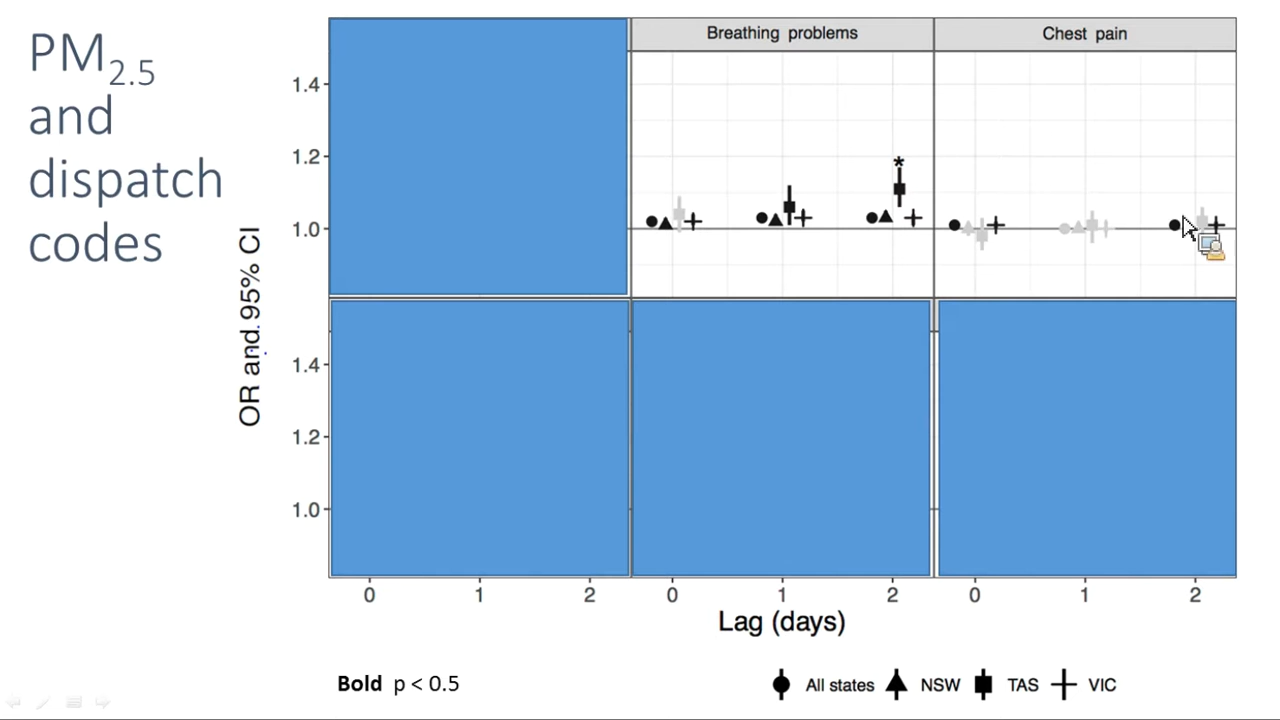 PM2.5
and
dispatch
codes
OR and 95% CI
Breathing problems
Chest pain
1.4
1.2
1.0
*
1.4
1.2
1.0
0 1 2 0 1 2 0 1 2
Lag (days)
Bold p < 0.5
All states NSW TAS VIC